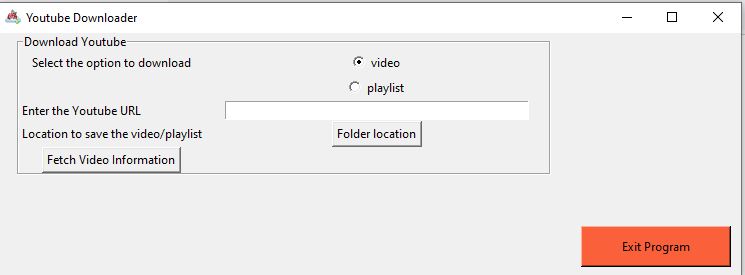 Youtube Downloader
Download Youtube
Select the option to download
video
playlist
Enter the Youtube URL
Location to save the video/playlist
Folder location
Fetch Video Information
Exit Program